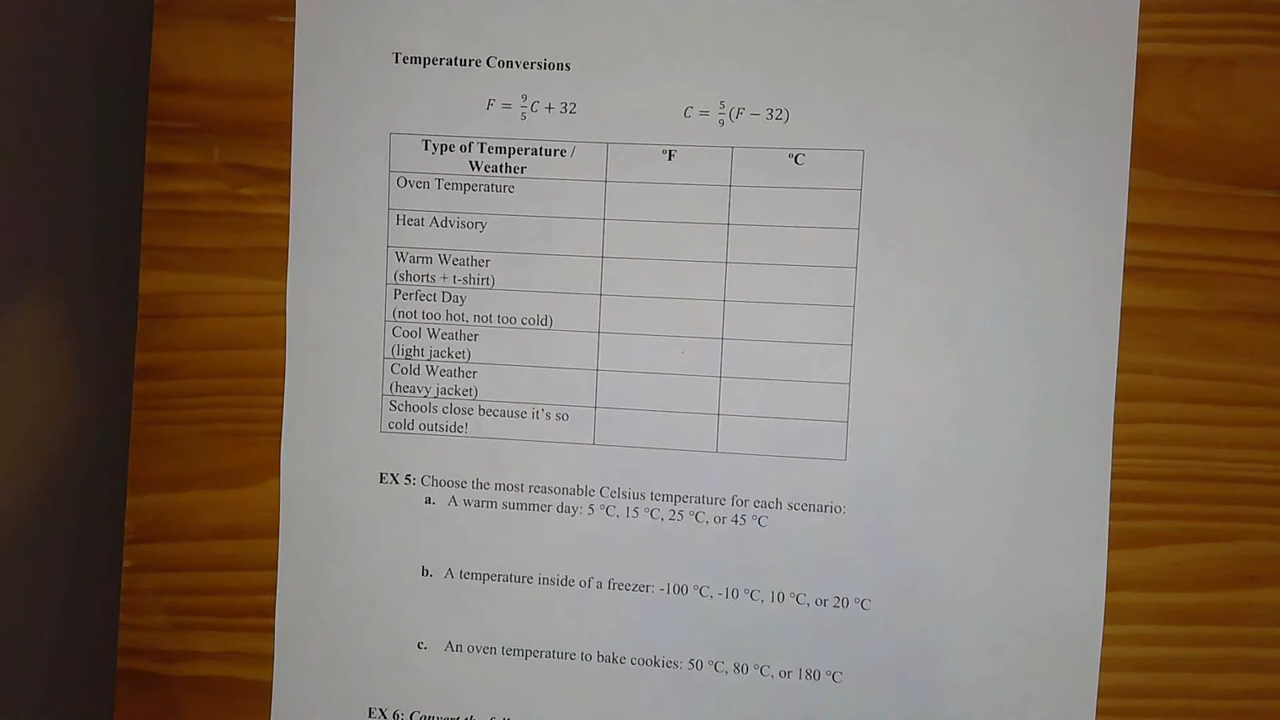 Temperature Conversions
F = 9/5 C + 32
C = 5/9 (F − 32)
Type of Temperature / Weather
ºF
ºC
Oven Temperature
Heat Advisory
Warm Weather
(shorts + t-shirt)
Perfect Day
(not too hot, not too cold)
Cool Weather
(light jacket)
Cold Weather
(heavy jacket)
Schools close because it's so
cold outside!
EX 5: Choose the most reasonable Celsius temperature for each scenario:
a. A warm summer day: 5 °C, 15 °C, 25 °C, or 45 °C
b. A temperature inside of a freezer: -100 °C, -10 °C, 10 °C, or 20 °C
c. An oven temperature to bake cookies: 50 °C, 80 °C, or 180 °C
EX 6: Convert